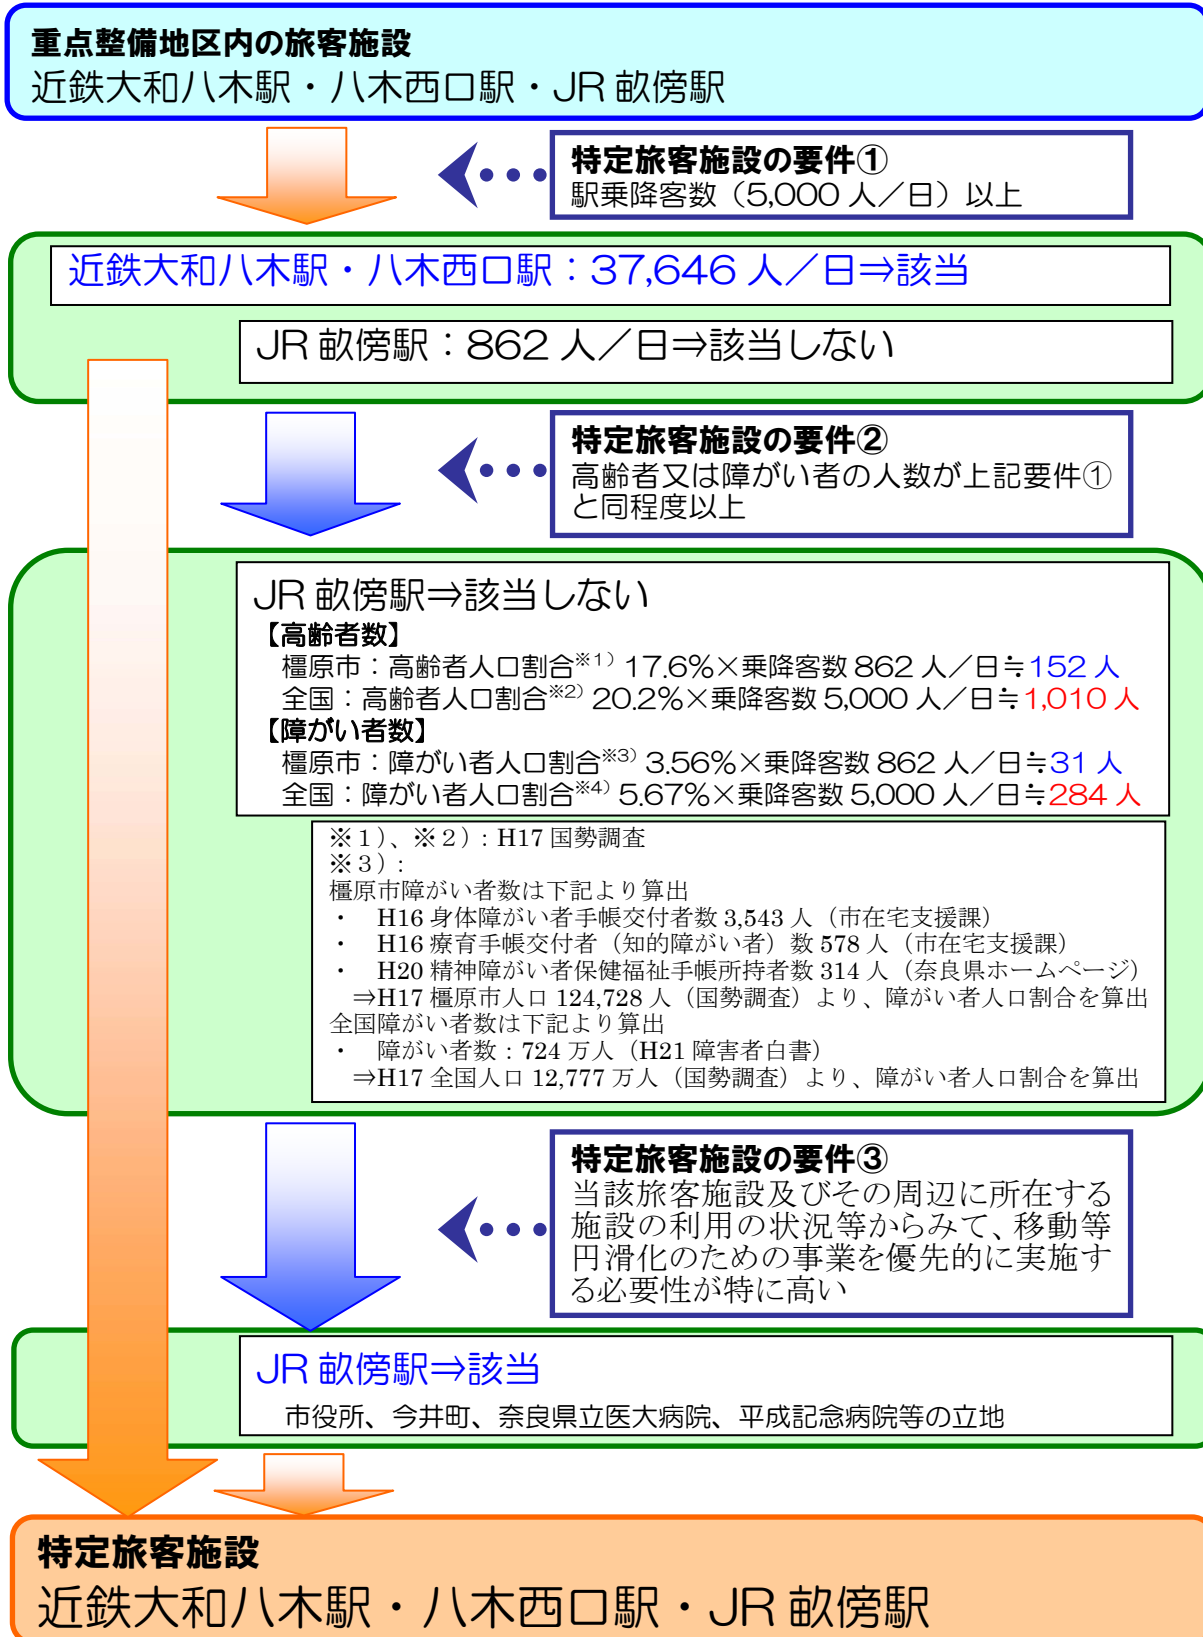 重点整備地区内の旅客施設
近鉄大和八木駅・八木西口駅・JR 畝傍駅
特定旅客施設の要件①
駅乗降客数（5,000 人／日）以上
近鉄大和八木駅・八木西口駅：37,646 人／日⇒該当
JR 畝傍駅：862 人／日⇒該当しない
特定旅客施設の要件②
高齢者又は障がい者の人数が上記要件①
と同程度以上
JR 畝傍駅⇒該当しない
【高齢者数】
橿原市：高齢者人口割合※1） 17.6%×乗降客数 862 人／日≒152 人
全国：高齢者人口割合※2） 20.2%×乗降客数 5,000 人／日≒1,010 人
【障がい者数】
橿原市：障がい者人口割合※3） 3.56%×乗降客数 862 人／日≒31 人
全国：障がい者人口割合※4） 5.67%×乗降客数 5,000 人／日≒284 人
※１）、※２）：H17 国勢調査
※３）：
橿原市障がい者数は下記より算出
・ H16 身体障がい者手帳交付者数 3,543 人（市在宅支援課）
・ H16 療育手帳交付者（知的障がい者）数 578 人（市在宅支援課）
・ H20 精神障がい者保健福祉手帳所持者数 314 人（奈良県ホームページ）
⇒H17 橿原市人口 124,728 人（国勢調査）より、障がい者人口割合を算出
全国障がい者数は下記より算出
・ 障がい者数：724 万人（H21 障害者白書）
⇒H17 全国人口 12,777 万人（国勢調査）より、障がい者人口割合を算出
特定旅客施設の要件③
当該旅客施設及びその周辺に所在する
施設の利用の状況等からみて、移動等
円滑化のための事業を優先的に実施す
る必要性が特に高い
JR 畝傍駅⇒該当
市役所、今井町、奈良県立医大病院、平成記念病院等の立地
特定旅客施設
近鉄大和八木駅・八木西口駅・JR 畝傍駅